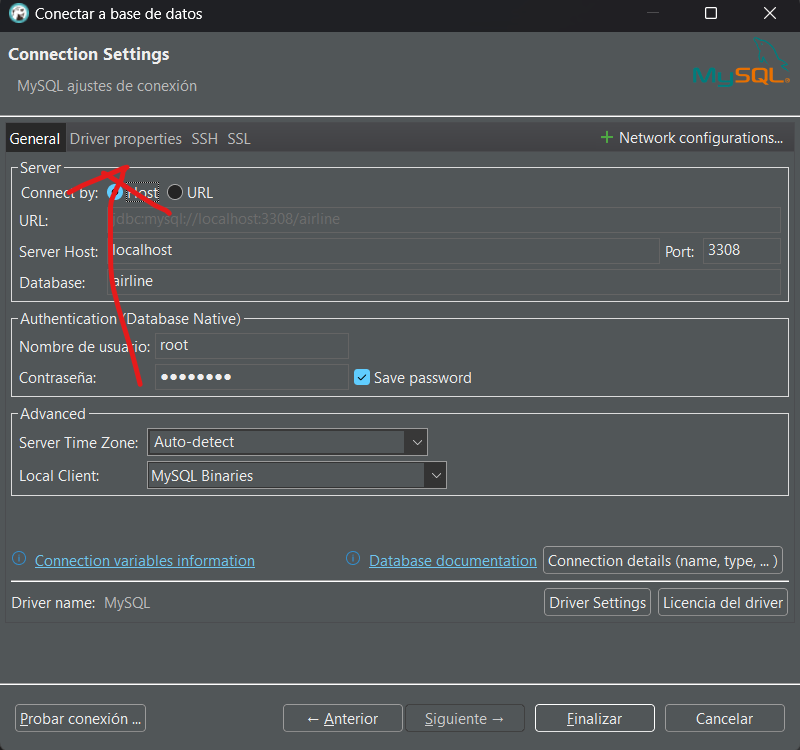 Conectar a base de datos
Connection Settings
MySQL ajustes de conexión
MySQL
General Driver properties SSH SSL + Network configurations...
Server
Connect by: Host URL
URL: jdbc:mysql://localhost:3308/airline
Server Host: localhost Port: 3308
Database: airline
Authentication (Database Native)
Nombre de usuario: root
Contraseña: ●●●●●●●● Save password
Advanced
Server Time Zone: Auto-detect
Local Client: MySQL Binaries
Connection variables information Database documentation Connection details (name, type, ... )
Driver name: MySQL Driver Settings Licencia del driver
Probar conexión ... ← Anterior Siguiente → Finalizar Cancelar